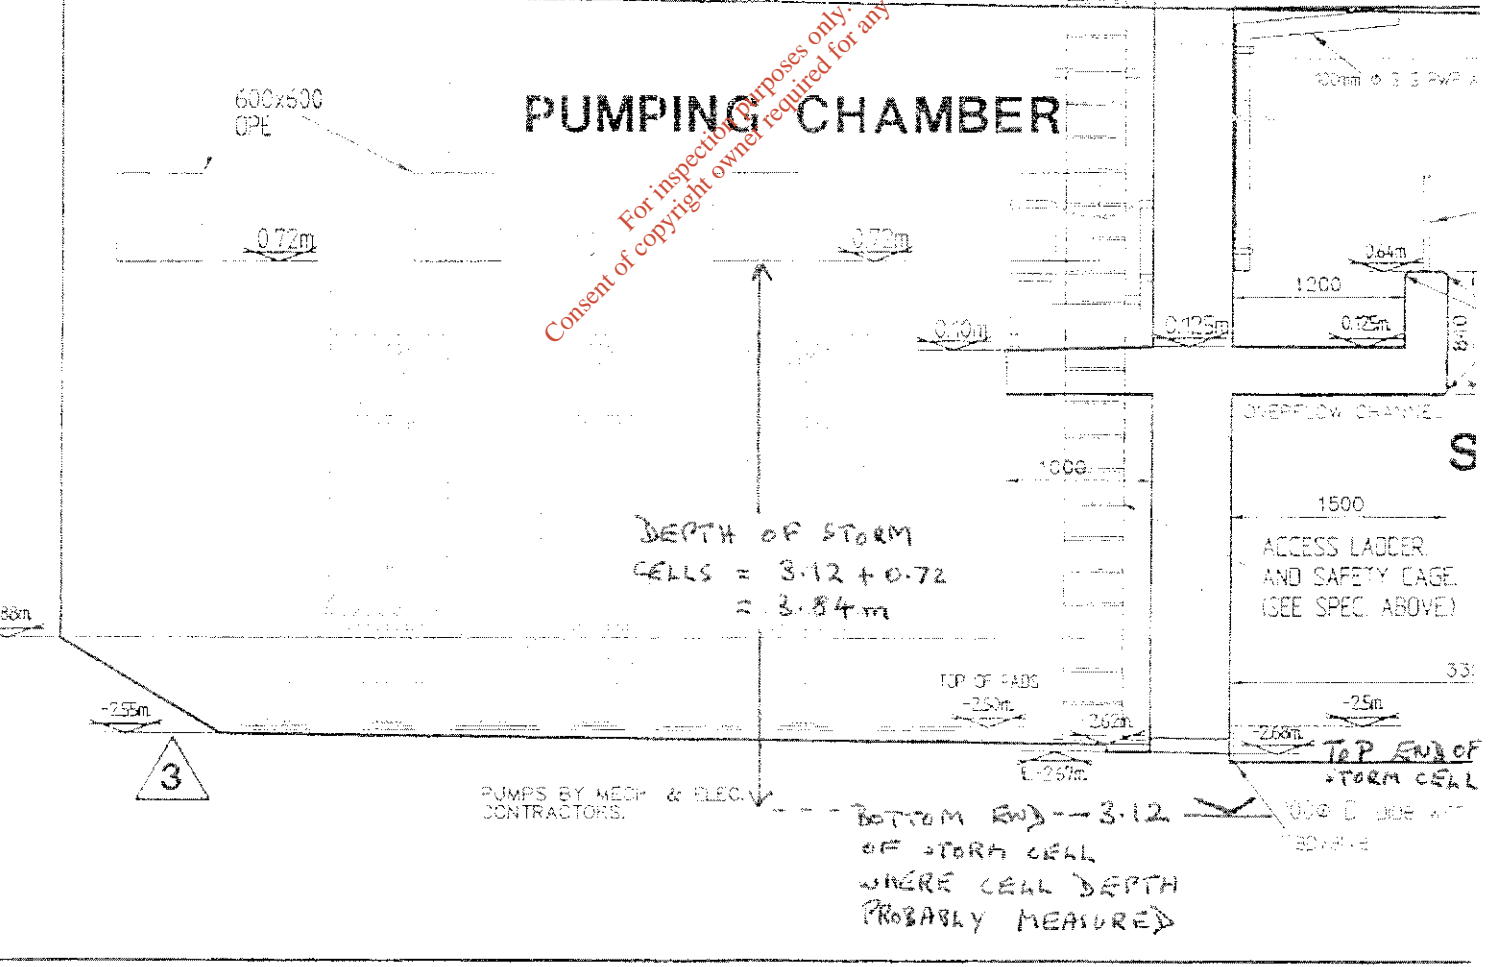 600x600
OPE
PUMPING CHAMBER
For inspection purposes only.
Consent of copyright owner required for any
100mm Φ
0.72m
0.72m
0.64m
1200
0.10m
0.125m
0.125m
840
OVERFLOW CHANNEL
S
1000
1500
DEPTH OF STORM
CELLS = 3.12 + 0.72
= 3.84 m
ACCESS LADDER
AND SAFETY CAGE
(SEE SPEC. ABOVE)
88m
TOP OF PADS
-2.50m
-2.55m
-2.62m
-2.5m
-2.68m
TOP END OF
STORM CELL
3
-2.67m
PUMPS BY MECH & ELEC.
CONTRACTORS.
BOTTOM END -- 3.12
OF STORM CELL
WHERE CELL DEPTH
PROBABLY MEASURED